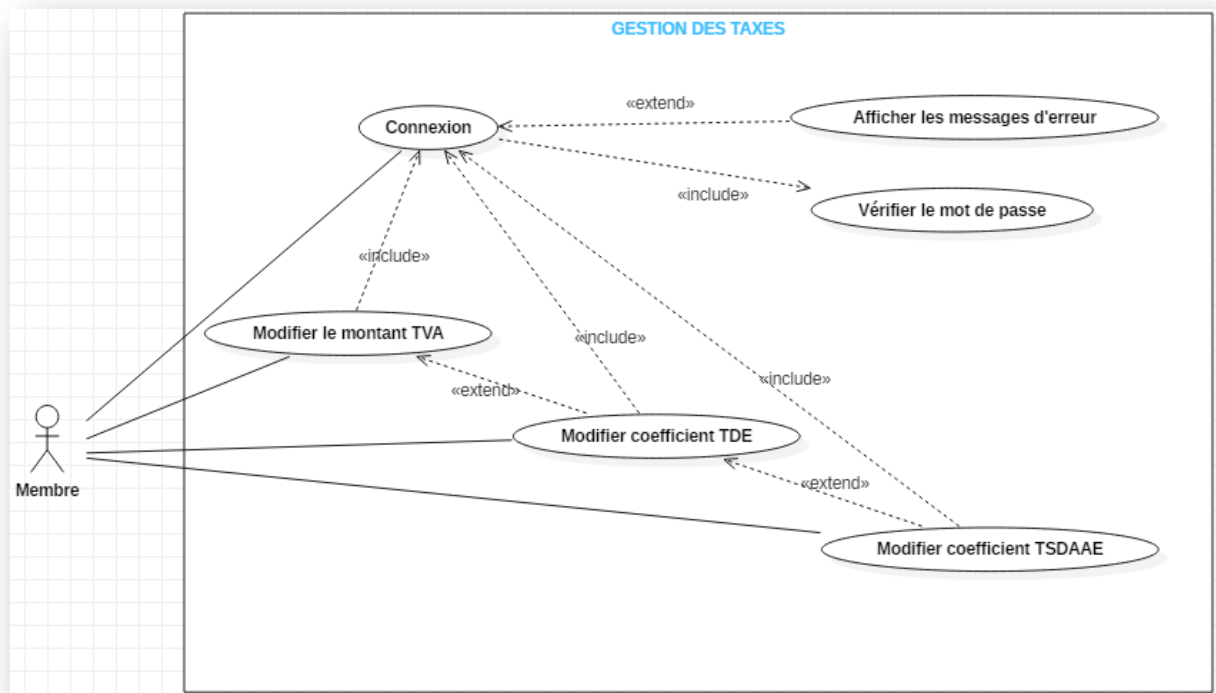 GESTION DES TAXES
«extend»
Afficher les messages d'erreur
Connexion
«include»
Vérifier le mot de passe
«include»
Modifier le montant TVA
«include»
«include»
«extend»
Modifier coefficient TDE
«extend»
Membre
Modifier coefficient TSDAAE